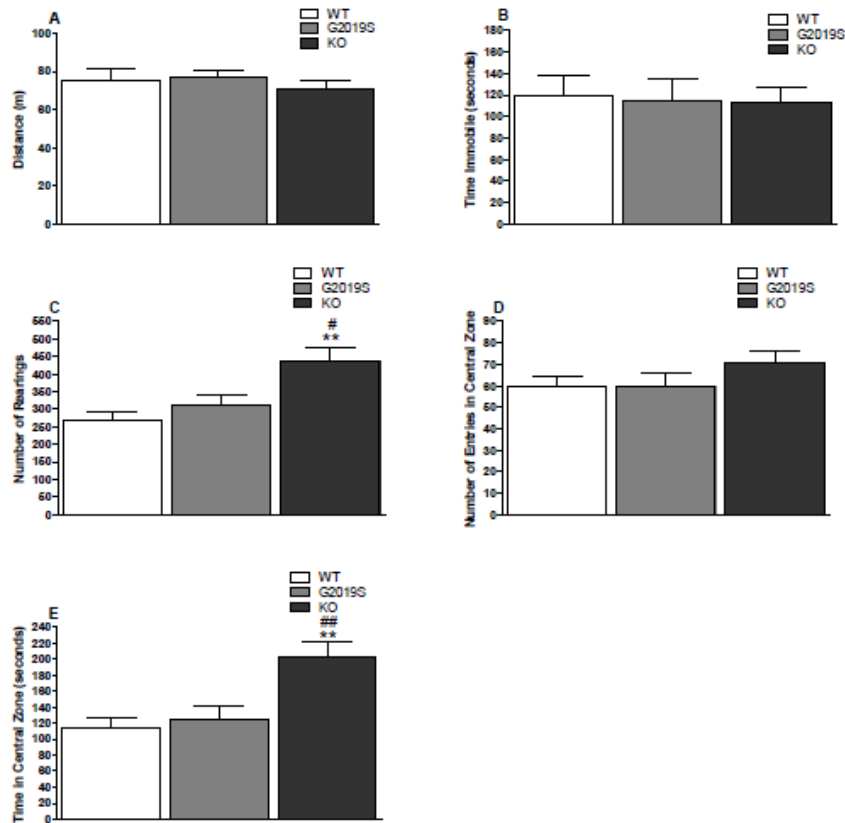 A
WT
G2019S
KO
100
80
60
40
20
0
Distance (m)
B
WT
G2019S
KO
180
160
140
120
100
80
60
40
20
0
Time Immobile (seconds)
C
WT
G2019S
KO
#
**
550
500
450
400
350
300
250
200
150
100
50
0
Number of Rearings
D
WT
G2019S
KO
90
80
70
60
50
40
30
20
10
0
Number of Entries in Central Zone
E
WT
G2019S
KO
##
**
240
220
200
180
160
140
120
100
80
60
40
20
0
Time in Central Zone (seconds)